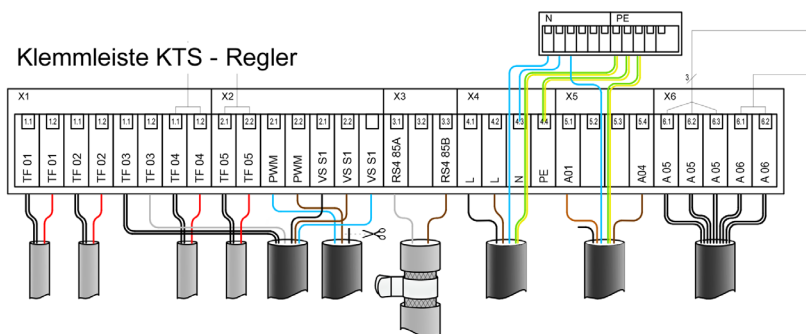 N PE
Klemmleiste KTS - Regler
3
X1 X2 X3 X4 X5 X6
1.1 1.2 1.1 1.2 1.1 1.2 1.1 1.2 2.1 2.2 2.1 2.2 2.1 2.2 3.1 3.2 3.3 4.1 4.2 4.3 4.4 5.1 5.2 5.3 5.4 6.1 6.2 6.3 6.1 6.2
TF 01
TF 01
TF 02
TF 02
TF 03
TF 03
TF 04
TF 04
TF 05
TF 05
PWM
PWM
VS S1
VS S1
VS S1
RS4 85A
RS4 85B
L
L
N
PE
A01
A04
A 05
A 05
A 05
A 06
A 06